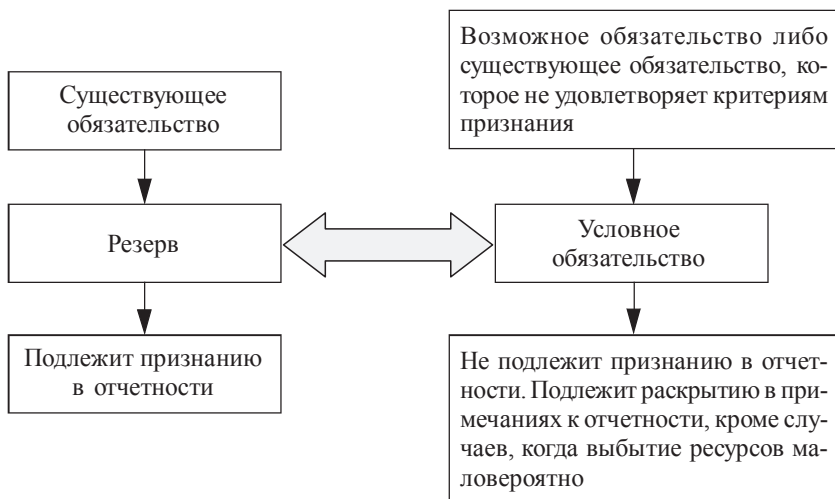 Существующее
обязательство
Резерв
Подлежит признанию
в отчетности
Возможное обязательство либо
существующее обязательство, ко-
торое не удовлетворяет критериям
признания
Условное
обязательство
Не подлежит признанию в отчет-
ности. Подлежит раскрытию в при-
мечаниях к отчетности, кроме слу-
чаев, когда выбытие ресурсов ма-
ловероятно